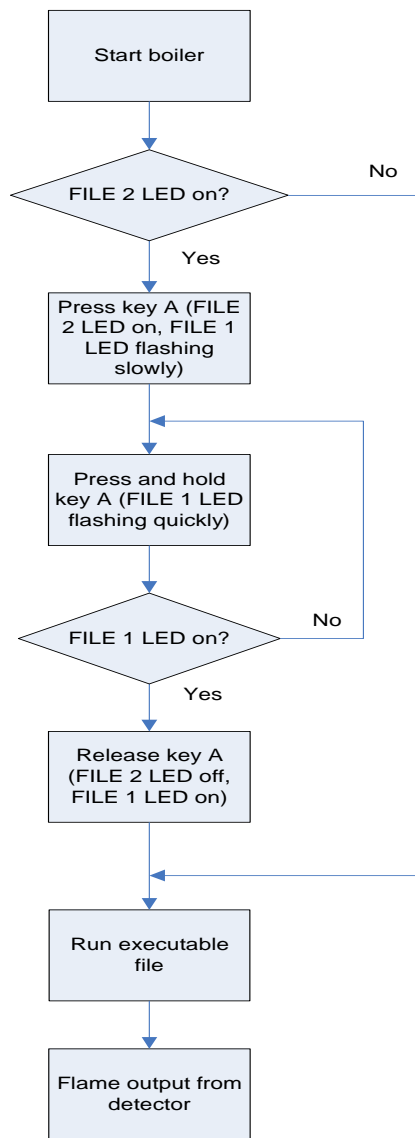 Start boiler
FILE 2 LED on?
No
Yes
Press key A (FILE
2 LED on, FILE 1
LED flashing
slowly)
Press and hold
key A (FILE 1 LED
flashing quickly)
FILE 1 LED on?
No
Yes
Release key A
(FILE 2 LED off,
FILE 1 LED on)
Run executable
file
Flame output from
detector